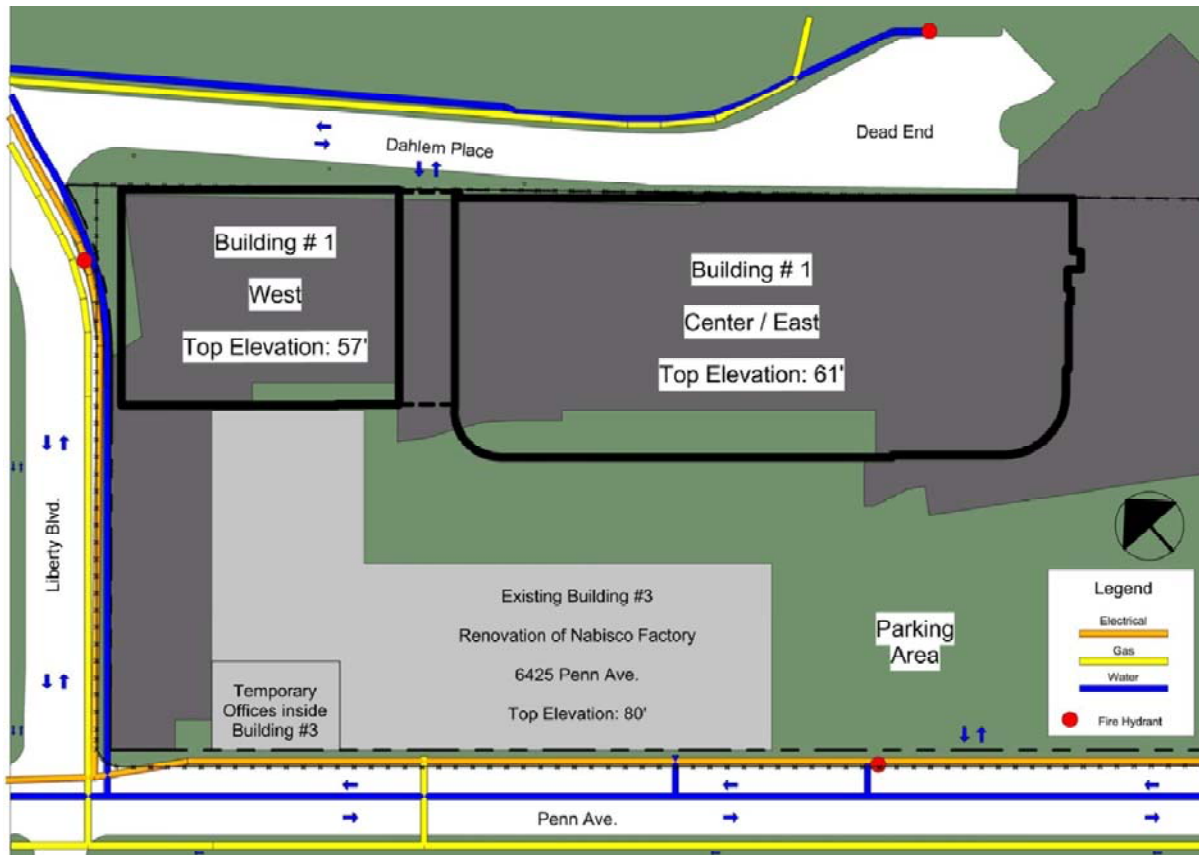 Dahlem Place
Dead End
Building # 1
West
Top Elevation: 57'
Building # 1
Center / East
Top Elevation: 61'
Liberty Blvd.
Existing Building #3
Renovation of Nabisco Factory
6425 Penn Ave.
Top Elevation: 80'
Temporary
Offices inside
Building #3
Parking
Area
Legend
Electrical
Gas
Water
Fire Hydrant
Penn Ave.